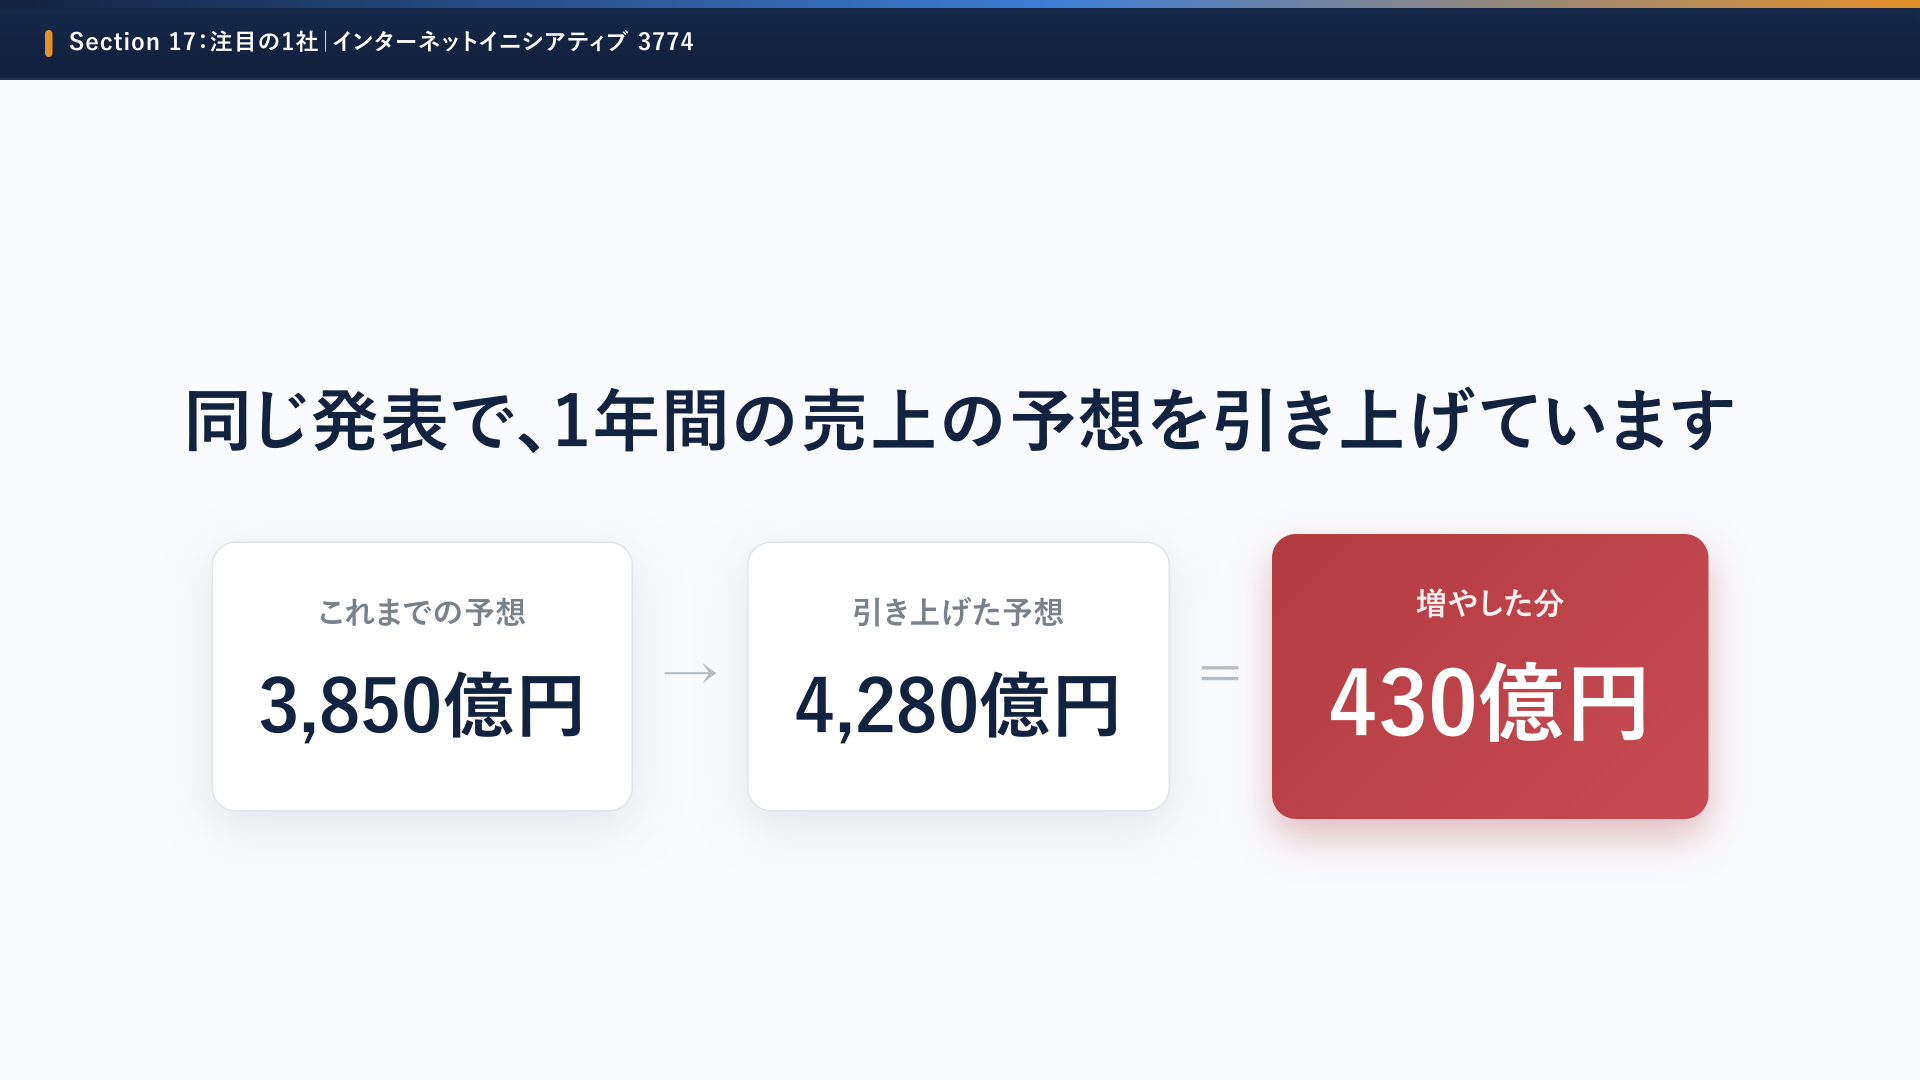 Section 17：注目の1社｜インターネットイニシアティブ 3774
同じ発表で、1年間の売上の予想を引き上げています
これまでの予想
3,850億円
→
引き上げた予想
4,280億円
＝
増やした分
430億円